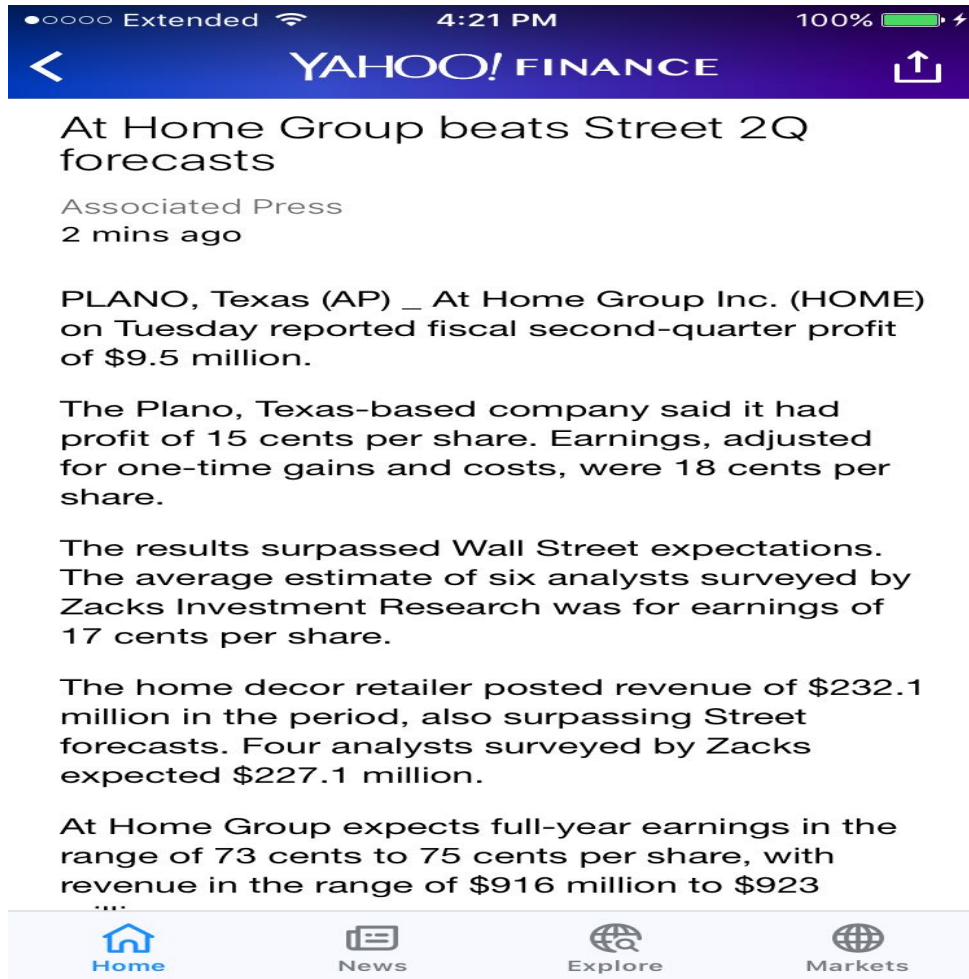 Extended 4:21 PM 100%
YAHOO! FINANCE
At Home Group beats Street 2Q
forecasts
Associated Press
2 mins ago
PLANO, Texas (AP) _ At Home Group Inc. (HOME)
on Tuesday reported fiscal second-quarter profit
of $9.5 million.
The Plano, Texas-based company said it had
profit of 15 cents per share. Earnings, adjusted
for one-time gains and costs, were 18 cents per
share.
The results surpassed Wall Street expectations.
The average estimate of six analysts surveyed by
Zacks Investment Research was for earnings of
17 cents per share.
The home decor retailer posted revenue of $232.1
million in the period, also surpassing Street
forecasts. Four analysts surveyed by Zacks
expected $227.1 million.
At Home Group expects full-year earnings in the
range of 73 cents to 75 cents per share, with
revenue in the range of $916 million to $923
Home News Explore Markets